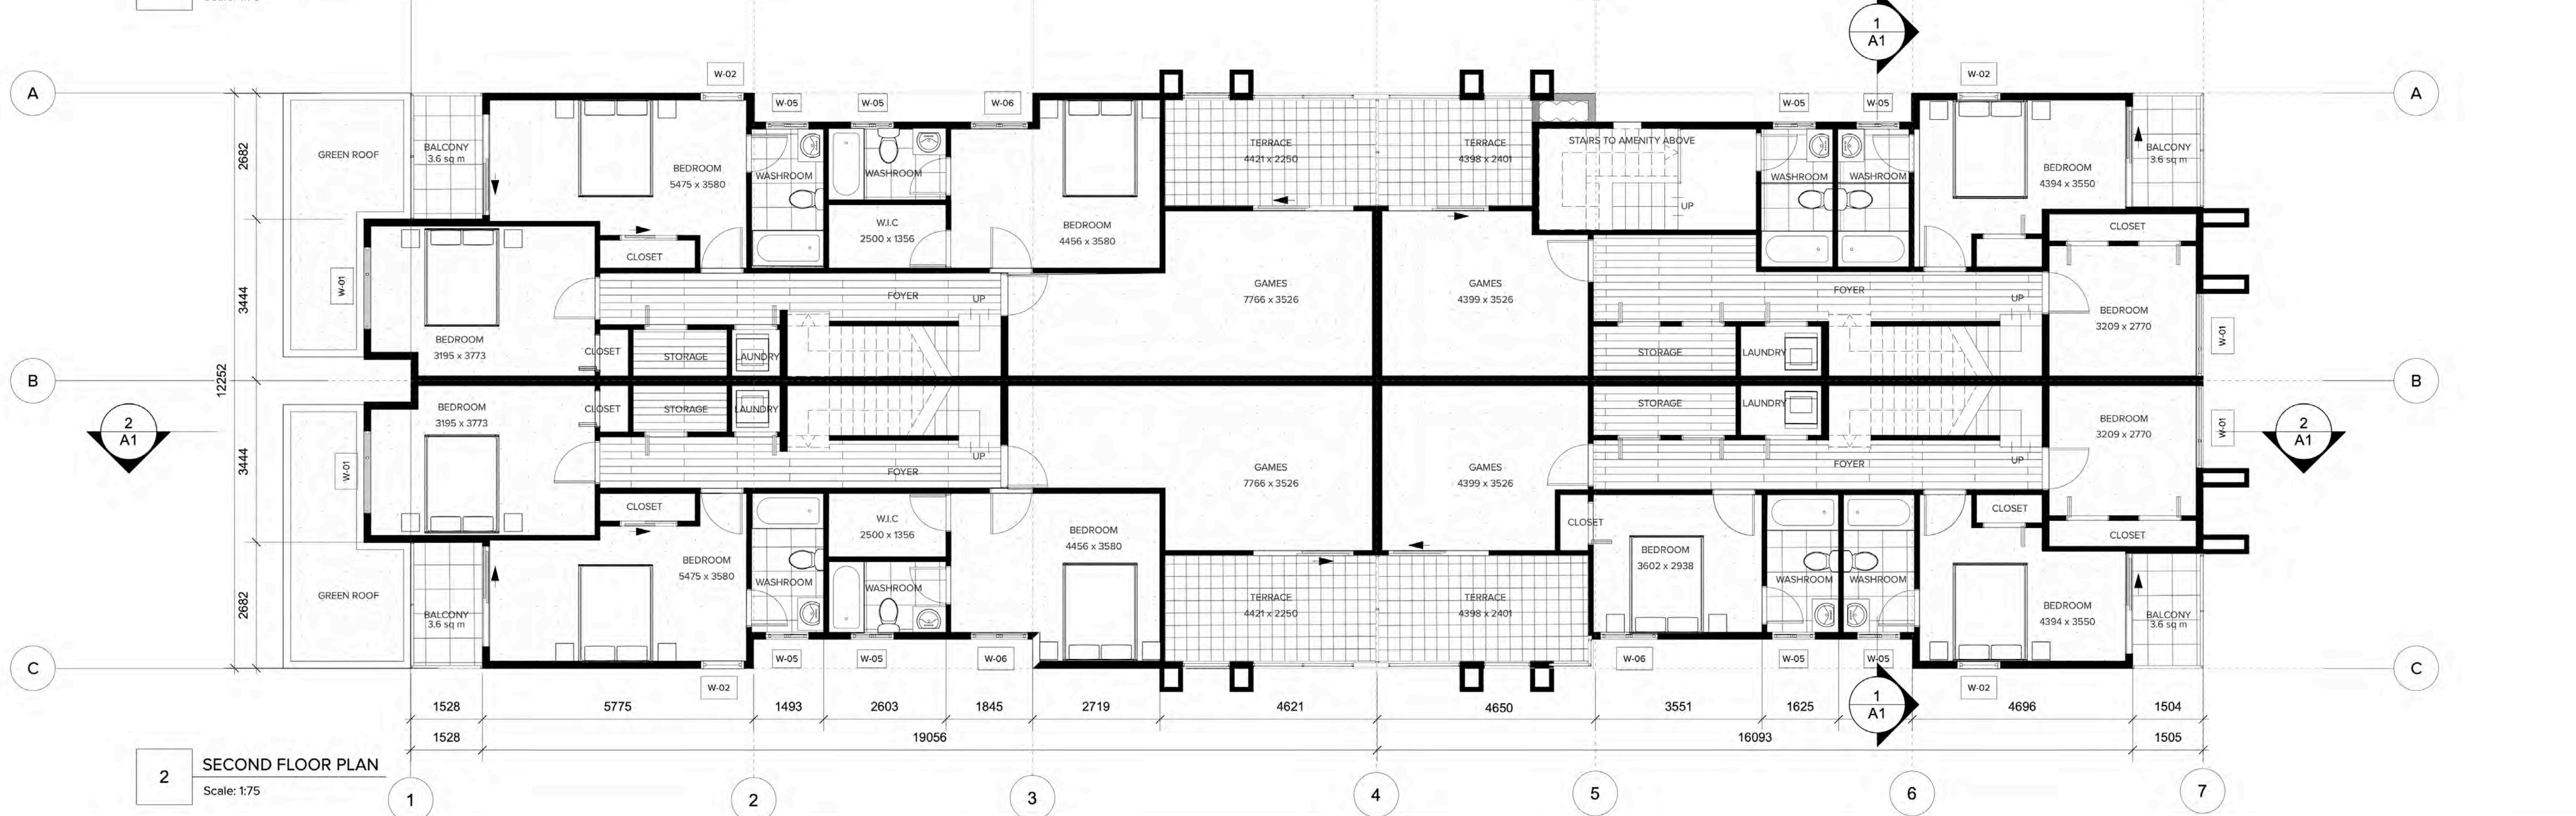 1
A1
W-02
W-05
W-05
W-06
W-05
W-05
W-02
A
A
GREEN ROOF
BALCONY
3.6 sq m
BEDROOM
5475 x 3580
WASHROOM
WASHROOM
W.I.C
2500 x 1356
BEDROOM
4456 x 3580
TERRACE
4421 x 2250
TERRACE
4398 x 2401
STAIRS TO AMENITY ABOVE
UP
WASHROOM
WASHROOM
BEDROOM
4394 x 3550
BALCONY
3.6 sq m
CLOSET
CLOSET
2682
3444
12252
3444
2682
W-01
BEDROOM
3195 x 3773
FOYER
UP
CLOSET
STORAGE
LAUNDRY
GAMES
7766 x 3526
GAMES
4399 x 3526
FOYER
UP
STORAGE
LAUNDRY
BEDROOM
3209 x 2770
W-01
B
B
2
A1
W-01
BEDROOM
3195 x 3773
CLOSET
STORAGE
LAUNDRY
FOYER
UP
GAMES
7766 x 3526
GAMES
4399 x 3526
STORAGE
LAUNDRY
FOYER
UP
BEDROOM
3209 x 2770
W-01
2
A1
CLOSET
W.I.C
2500 x 1356
BEDROOM
4456 x 3580
CLOSET
BEDROOM
3602 x 2938
CLOSET
CLOSET
GREEN ROOF
BALCONY
3.6 sq m
BEDROOM
5475 x 3580
WASHROOM
WASHROOM
TERRACE
4421 x 2250
TERRACE
4398 x 2401
WASHROOM
WASHROOM
BEDROOM
4394 x 3550
BALCONY
3.6 sq m
C
C
W-02
W-05
W-05
W-06
W-06
W-05
W-05
W-02
1
A1
1528
5775
1493
2603
1845
2719
4621
4650
3551
1625
4696
1504
1528
19056
16093
1505
2
SECOND FLOOR PLAN
Scale: 1:75
1
2
3
4
5
6
7